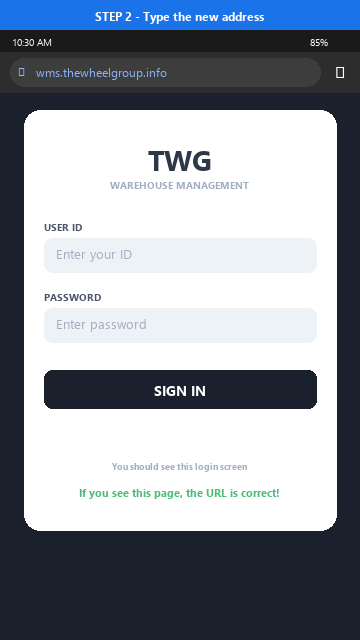 STEP 2 - Type the new address
10:30 AM
85%
wms.thewheelgroup.info
TWG
WAREHOUSE MANAGEMENT
USER ID
Enter your ID
PASSWORD
Enter password
SIGN IN
You should see this login screen
If you see this page, the URL is correct!